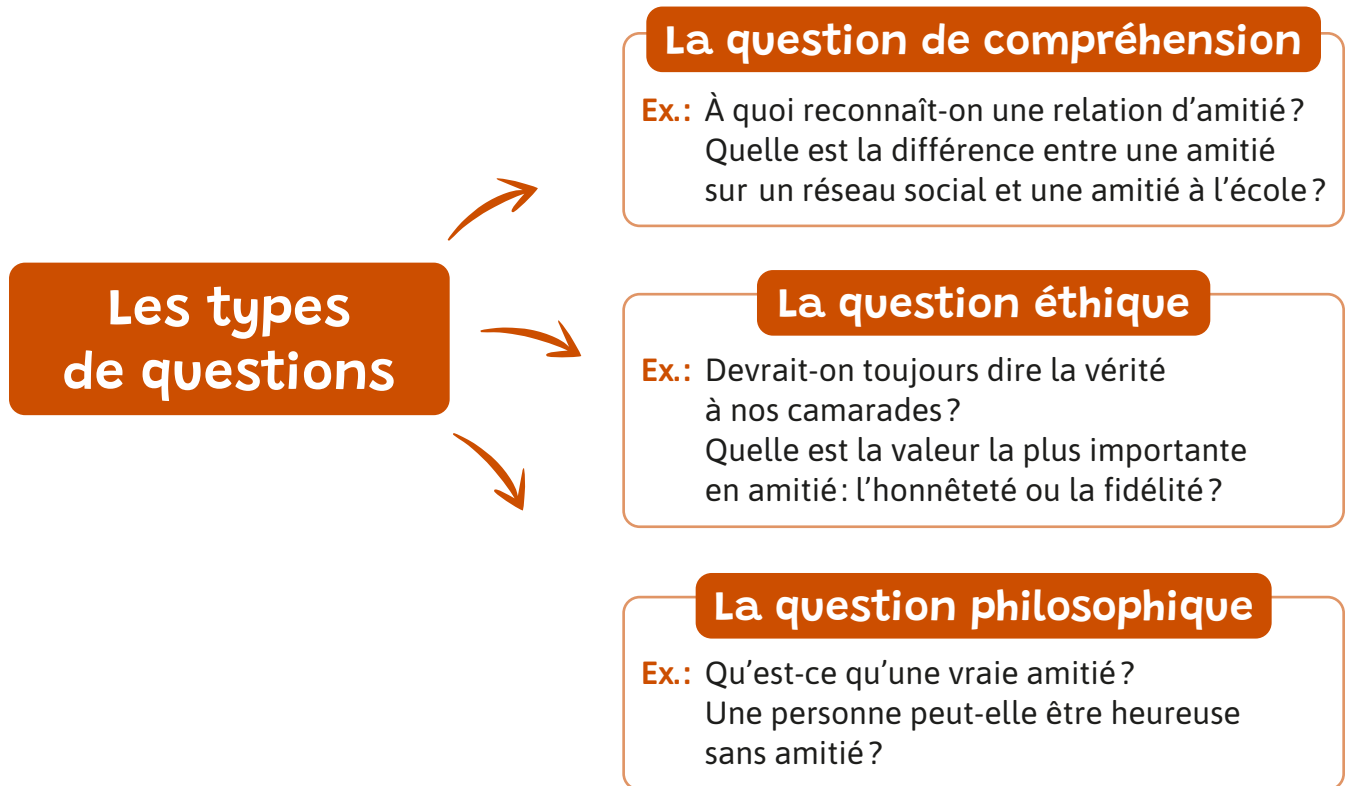 La question de compréhension
Ex.: À quoi reconnaît-on une relation d’amitié ?
Quelle est la différence entre une amitié
sur un réseau social et une amitié à l’école ?
Les types
de questions
La question éthique
Ex.: Devrait-on toujours dire la vérité
à nos camarades ?
Quelle est la valeur la plus importante
en amitié : l’honnêteté ou la fidélité ?
La question philosophique
Ex.: Qu’est-ce qu’une vraie amitié ?
Une personne peut-elle être heureuse
sans amitié ?